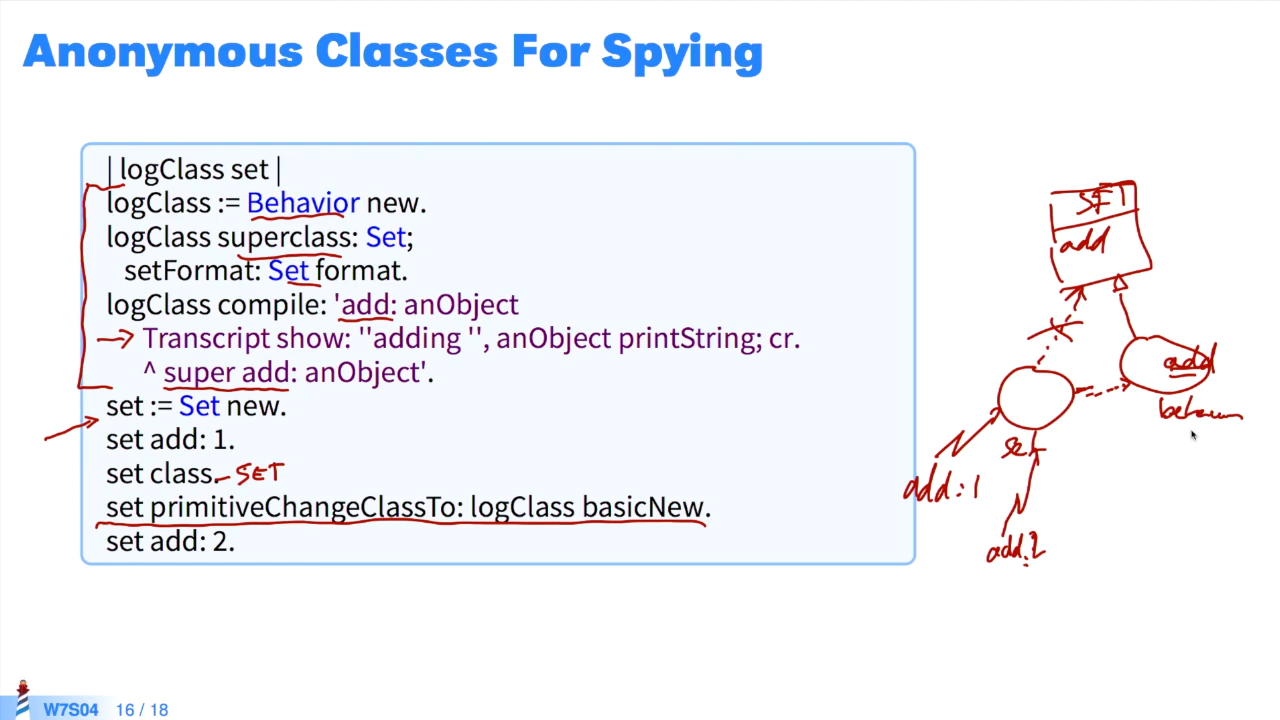 Anonymous Classes For Spying
| logClass set |
logClass := Behavior new.
logClass superclass: Set;
setFormat: Set format.
logClass compile: 'add: anObject
Transcript show: ''adding '', anObject printString; cr.
^ super add: anObject'.
set := Set new.
set add: 1.
set class. - SET
set primitiveChangeClassTo: logClass basicNew.
set add: 2.
SET
add
add
set
add:1
add:2
W7S04 16 / 18